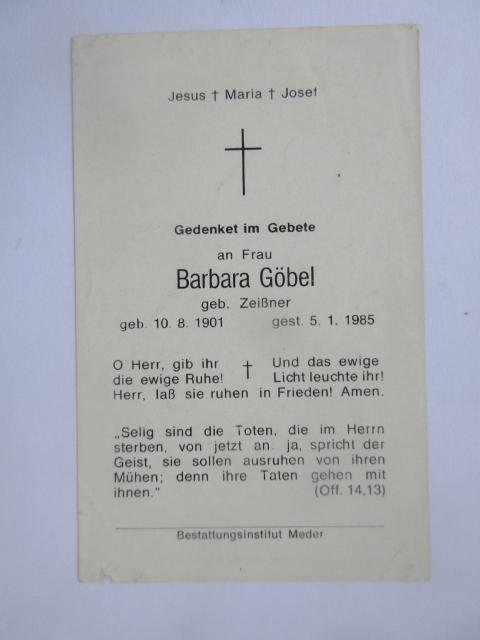 Jesus † Maria † Josef
Gedenket im Gebete
an Frau
Barbara Göbel
geb. Zeißner
geb. 10. 8. 1901 gest. 5. 1. 1985
O Herr, gib ihr † Und das ewige
die ewige Ruhe! Licht leuchte ihr!
Herr, laß sie ruhen in Frieden! Amen.
„Selig sind die Toten, die im Herrn
sterben, von jetzt an: ja, spricht der
Geist, sie sollen ausruhen von ihren
Mühen; denn ihre Taten gehen mit
ihnen." (Off. 14,13)
Bestattungsinstitut Meder